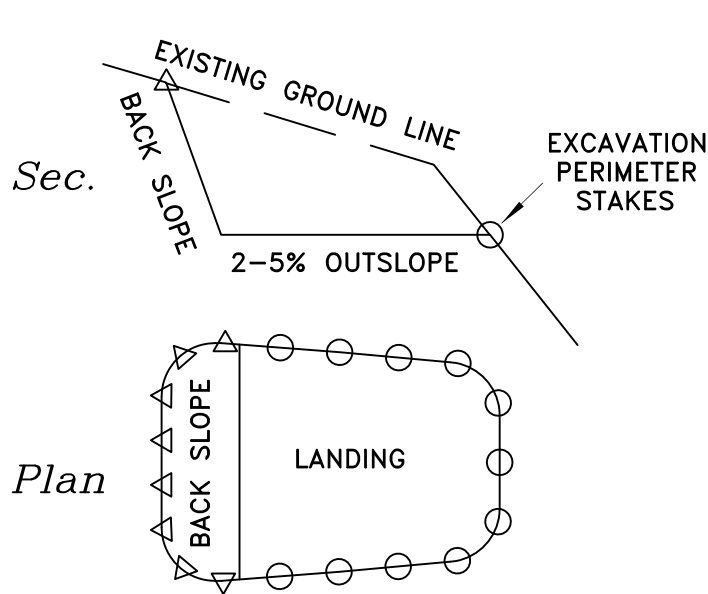 EXISTING GROUND LINE
BACK SLOPE
Sec.
EXCAVATION
PERIMETER
STAKES
2-5% OUTSLOPE
BACK SLOPE
LANDING
Plan